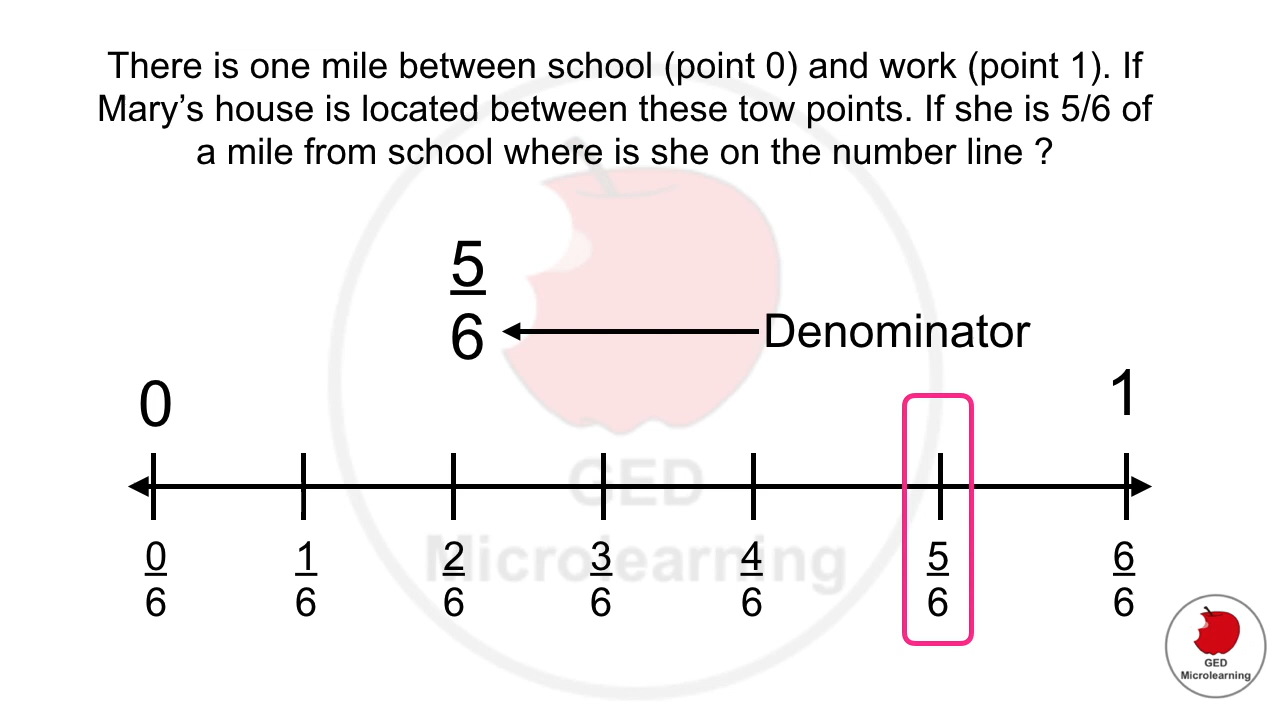 There is one mile between school (point 0) and work (point 1). If
Mary’s house is located between these tow points. If she is 5/6 of
a mile from school where is she on the number line ?
5
6
Denominator
0
1
0 1 2 3 4 5 6
6 6 6 6 6 6 6
GED
Microlearning
GED
Microlearning